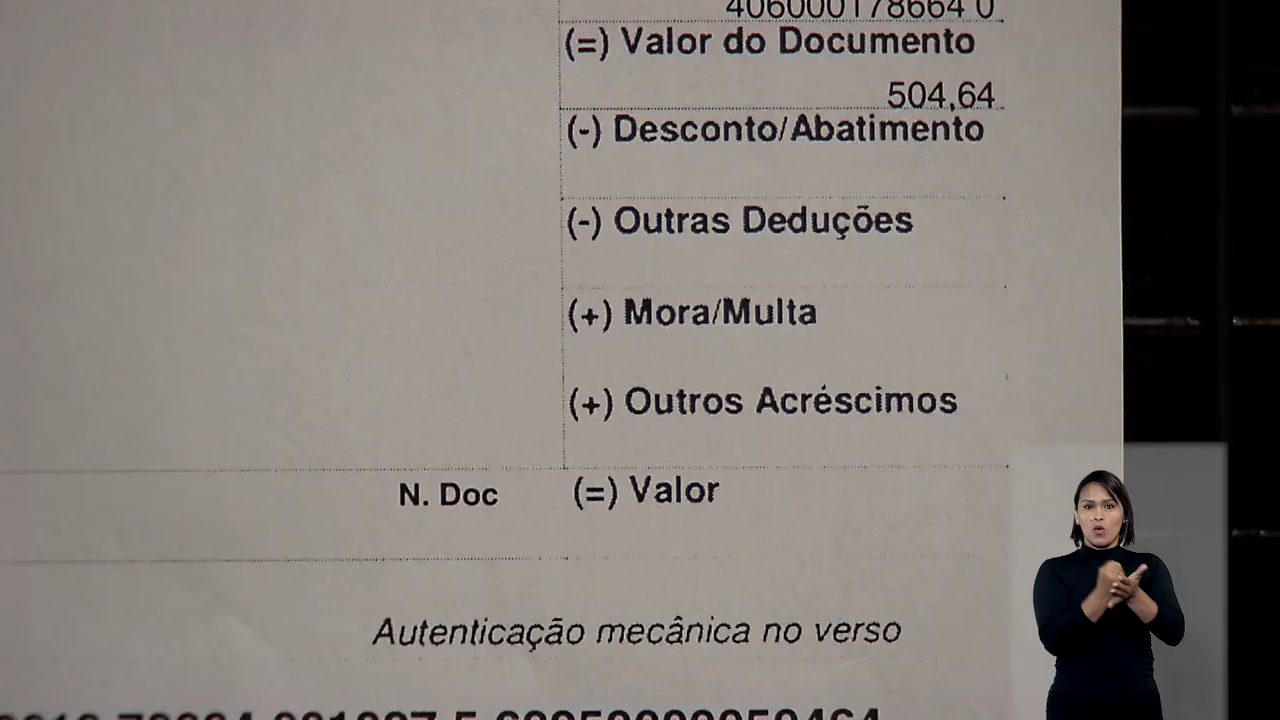 406000178664 0
(=) Valor do Documento
504,64
(-) Desconto/Abatimento
(-) Outras Deduções
(+) Mora/Multa
(+) Outros Acréscimos
N. Doc (=) Valor
Autenticação mecânica no verso